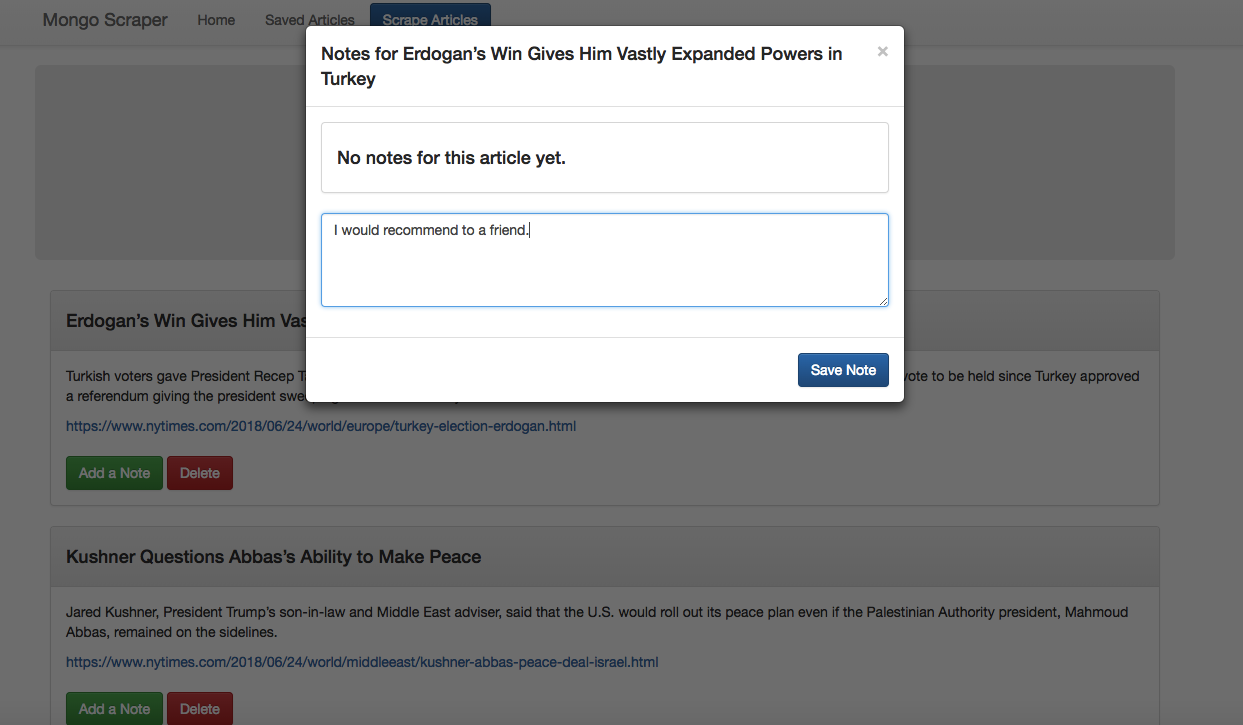 Mongo Scraper Home Saved Articles Scrape Articles
Notes for Erdogan’s Win Gives Him Vastly Expanded Powers in
Turkey
×
No notes for this article yet.
I would recommend to a friend.
Save Note
Erdogan’s Win Gives Him Vas
Turkish voters gave President Recep T
vote to be held since Turkey approved
a referendum giving the president swe
https://www.nytimes.com/2018/06/24/world/europe/turkey-election-erdogan.html
Add a Note Delete
Kushner Questions Abbas’s Ability to Make Peace
Jared Kushner, President Trump’s son-in-law and Middle East adviser, said that the U.S. would roll out its peace plan even if the Palestinian Authority president, Mahmoud
Abbas, remained on the sidelines.
https://www.nytimes.com/2018/06/24/world/middleeast/kushner-abbas-peace-deal-israel.html
Add a Note Delete